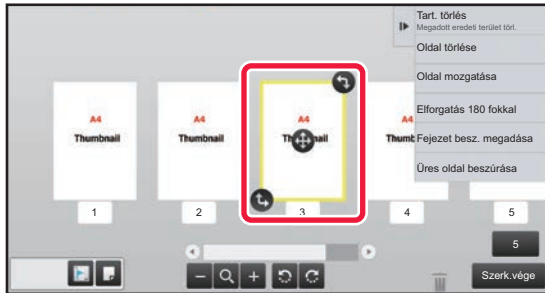 Tart. törlés
Megadott eredeti terület törl.
Oldal törlése
Oldal mozgatása
Elforgatás 180 fokkal
Fejezet besz. megadása
Üres oldal beszúrása
A4
Thumbnail
A4
Thumbnail
A4
Thumbnail
A4
Thumb
1
2
3
4
5
5
Szerk.vége